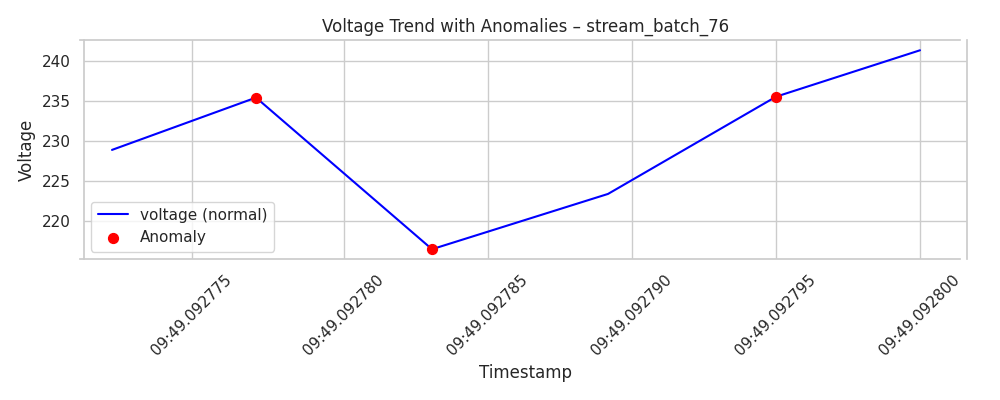 Voltage Trend with Anomalies – stream_batch_76
Voltage
240
235
230
225
220
voltage (normal)
Anomaly
09:49.092775
09:49.092780
09:49.092785
09:49.092790
09:49.092795
09:49.092800
Timestamp